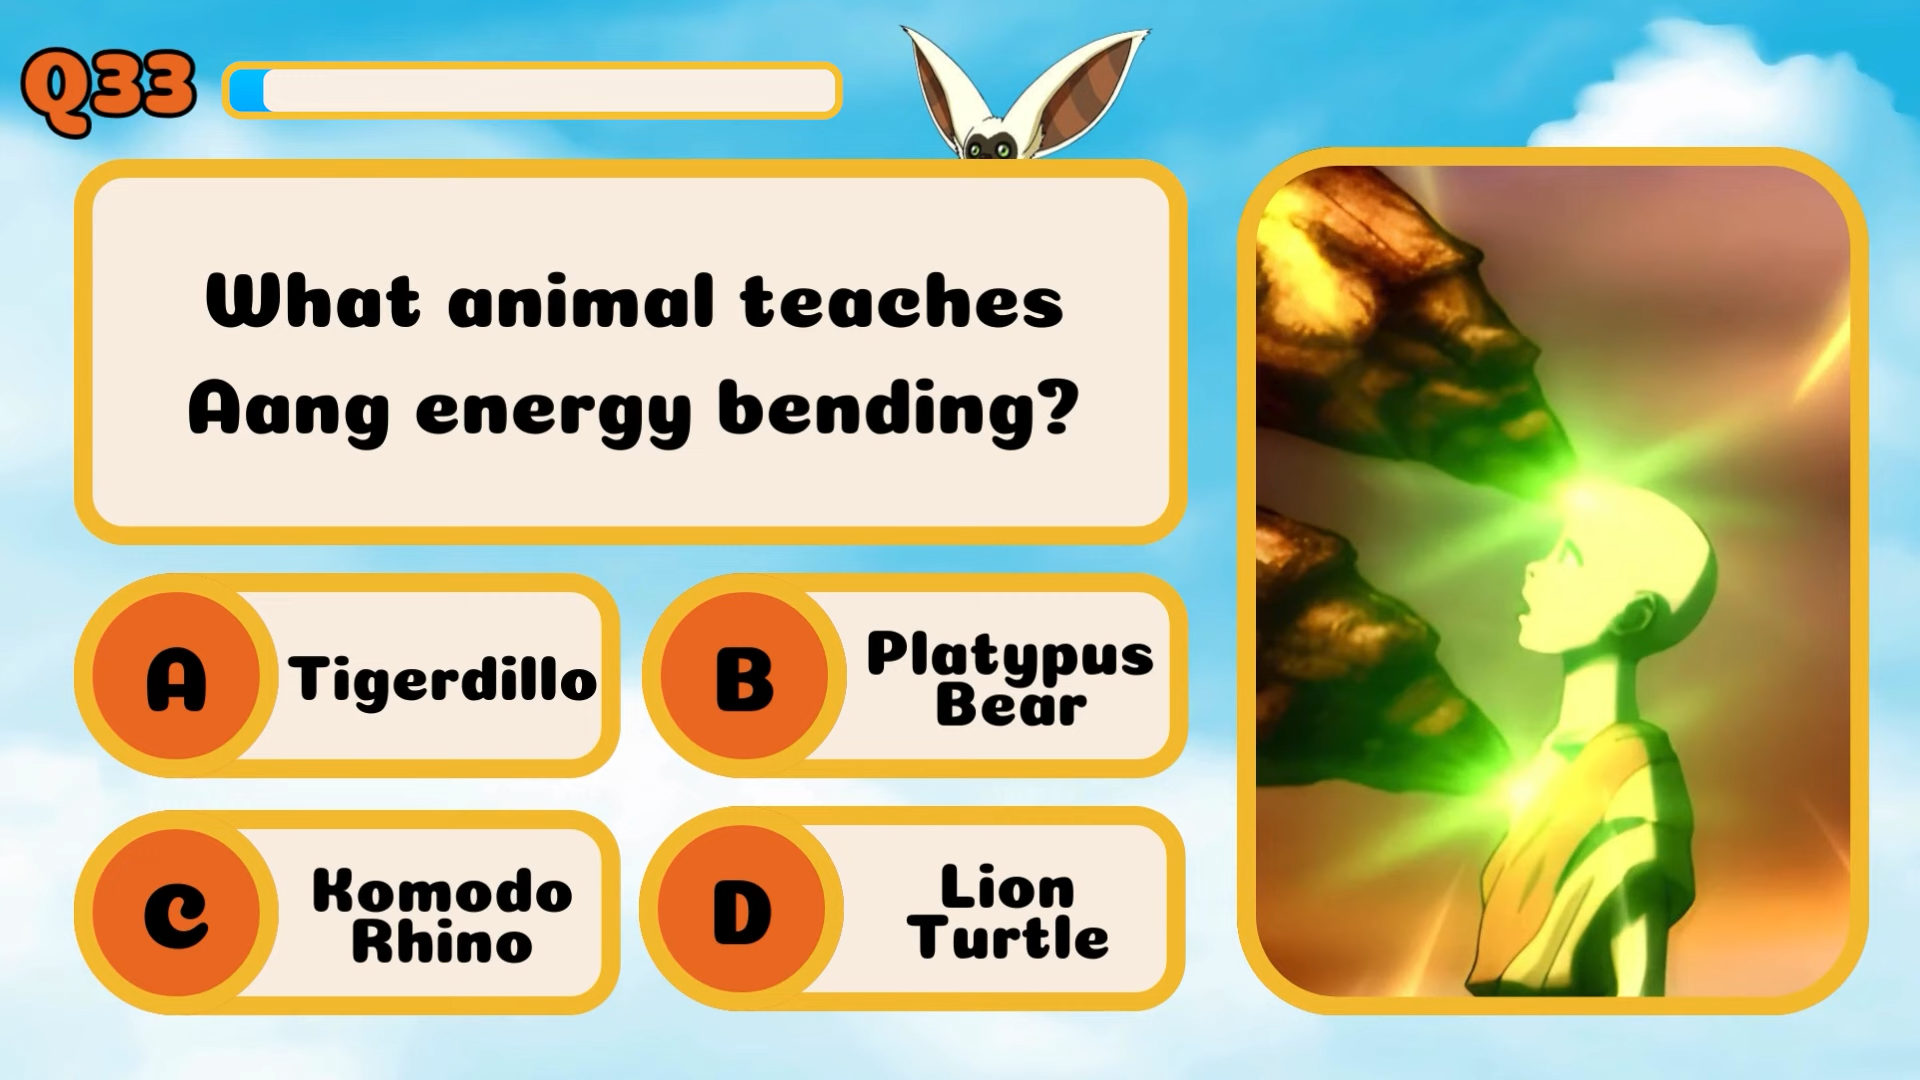 Q33
What animal teaches
Aang energy bending?
A
Tigerdillo
B
Platypus
Bear
C
Komodo
Rhino
D
Lion
Turtle